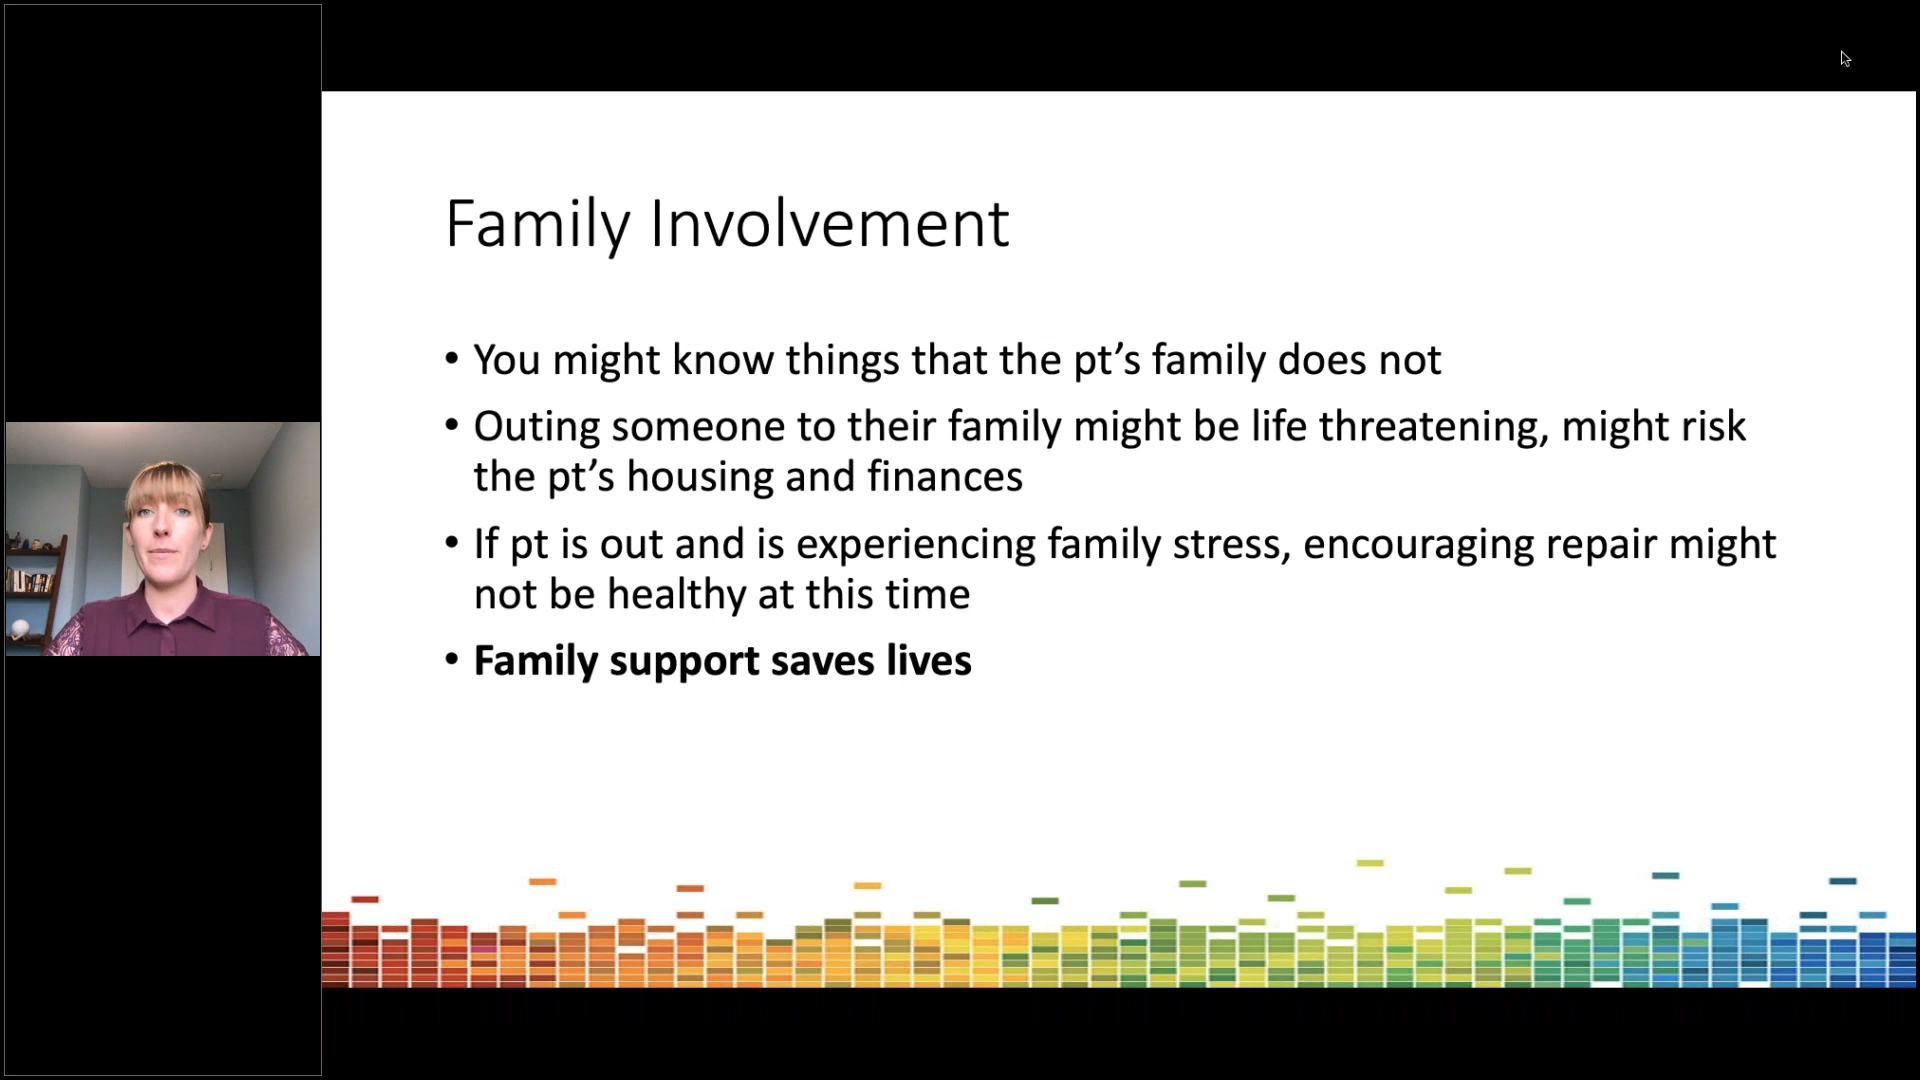 Family Involvement
• You might know things that the pt’s family does not
• Outing someone to their family might be life threatening, might risk
the pt’s housing and finances
• If pt is out and is experiencing family stress, encouraging repair might
not be healthy at this time
• Family support saves lives